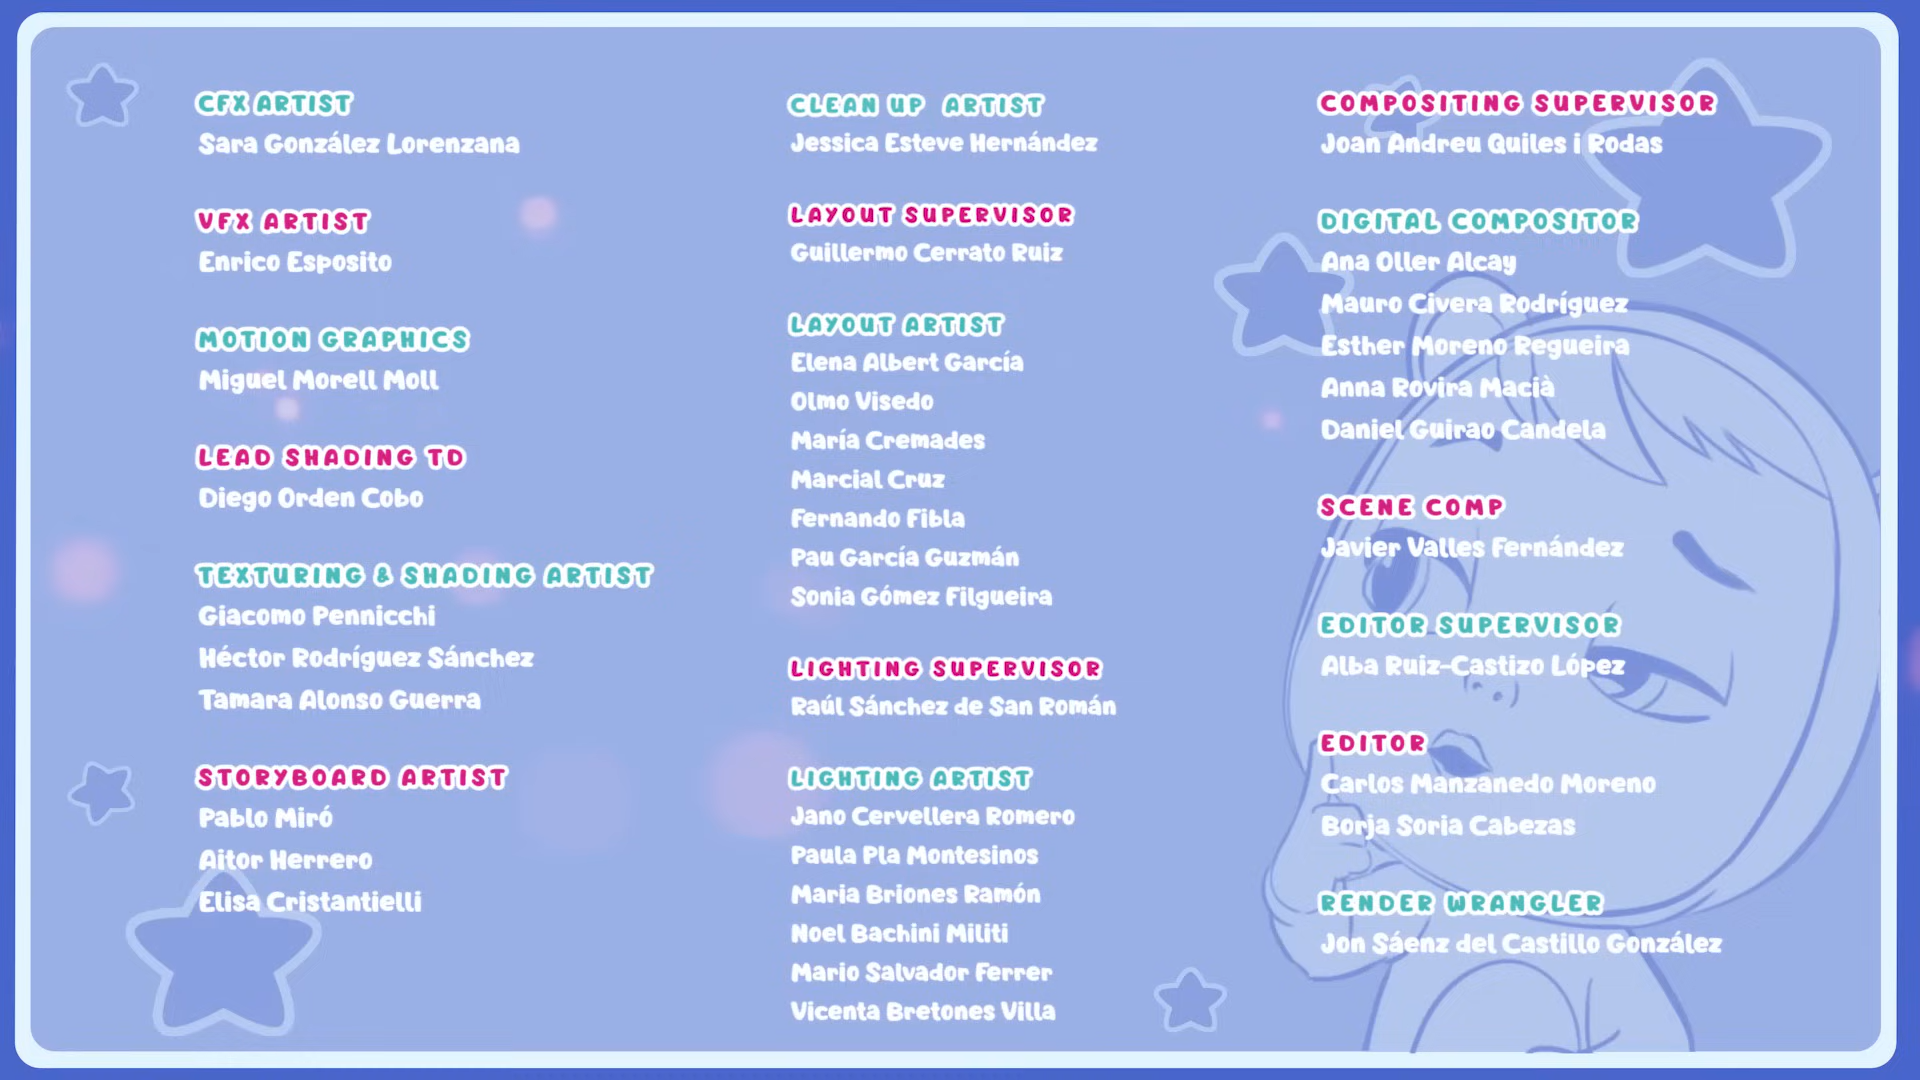 CFX ARTIST
Sara González Lorenzana
VFX ARTIST
Enrico Esposito
MOTION GRAPHICS
Miguel Morell Moll
LEAD SHADING TD
Diego Orden Cobo
TEXTURING & SHADING ARTIST
Giacomo Pennicchi
Héctor Rodríguez Sánchez
Tamara Alonso Guerra
STORYBOARD ARTIST
Pablo Miró
Aitor Herrero
Elisa Cristantielli
CLEAN UP ARTIST
Jessica Esteve Hernández
LAYOUT SUPERVISOR
Guillermo Cerrato Ruiz
LAYOUT ARTIST
Elena Albert García
Olmo Visedo
María Cremades
Marcial Cruz
Fernando Fibla
Pau García Guzmán
Sonia Gómez Filgueira
LIGHTING SUPERVISOR
Raúl Sánchez de San Román
LIGHTING ARTIST
Jano Cervellera Romero
Paula Pla Montesinos
Maria Briones Ramón
Noel Bachini Militi
Mario Salvador Ferrer
Vicenta Bretones Villa
COMPOSITING SUPERVISOR
Joan Andreu Quiles i Rodas
DIGITAL COMPOSITOR
Ana Oller Alcay
Mauro Civera Rodríguez
Esther Moreno Regueira
Anna Rovira Macià
Daniel Guirao Candela
SCENE COMP
Javier Valles Fernández
EDITOR SUPERVISOR
Alba Ruiz-Castizo López
EDITOR
Carlos Manzanedo Moreno
Borja Soria Cabezas
RENDER WRANGLER
Jon Sáenz del Castillo González